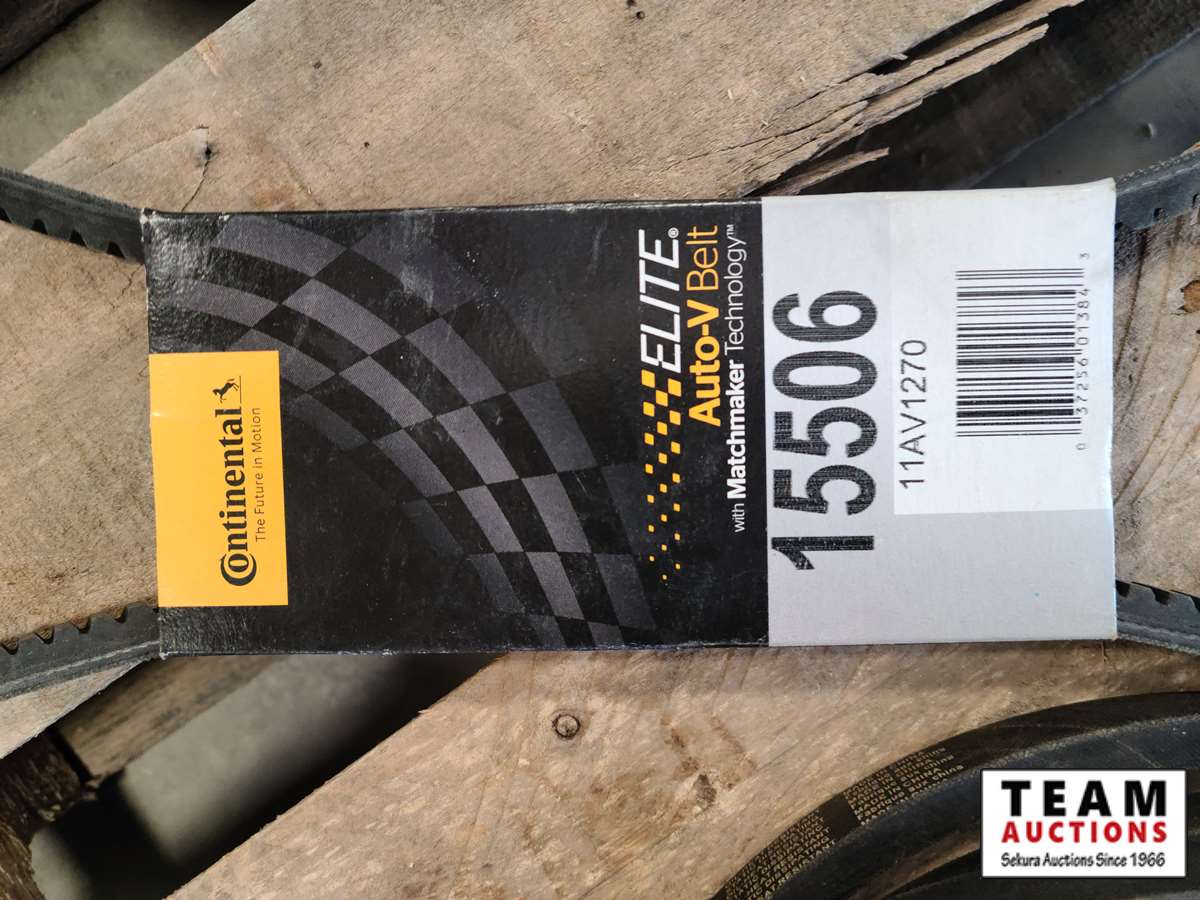 Continental
The Future in Motion
ELITE®
Auto-V Belt
with Matchmaker Technology™
15506
11AV1270
0 37256 01384 3
TEAM
AUCTIONS
Sekura Auctions Since 1966